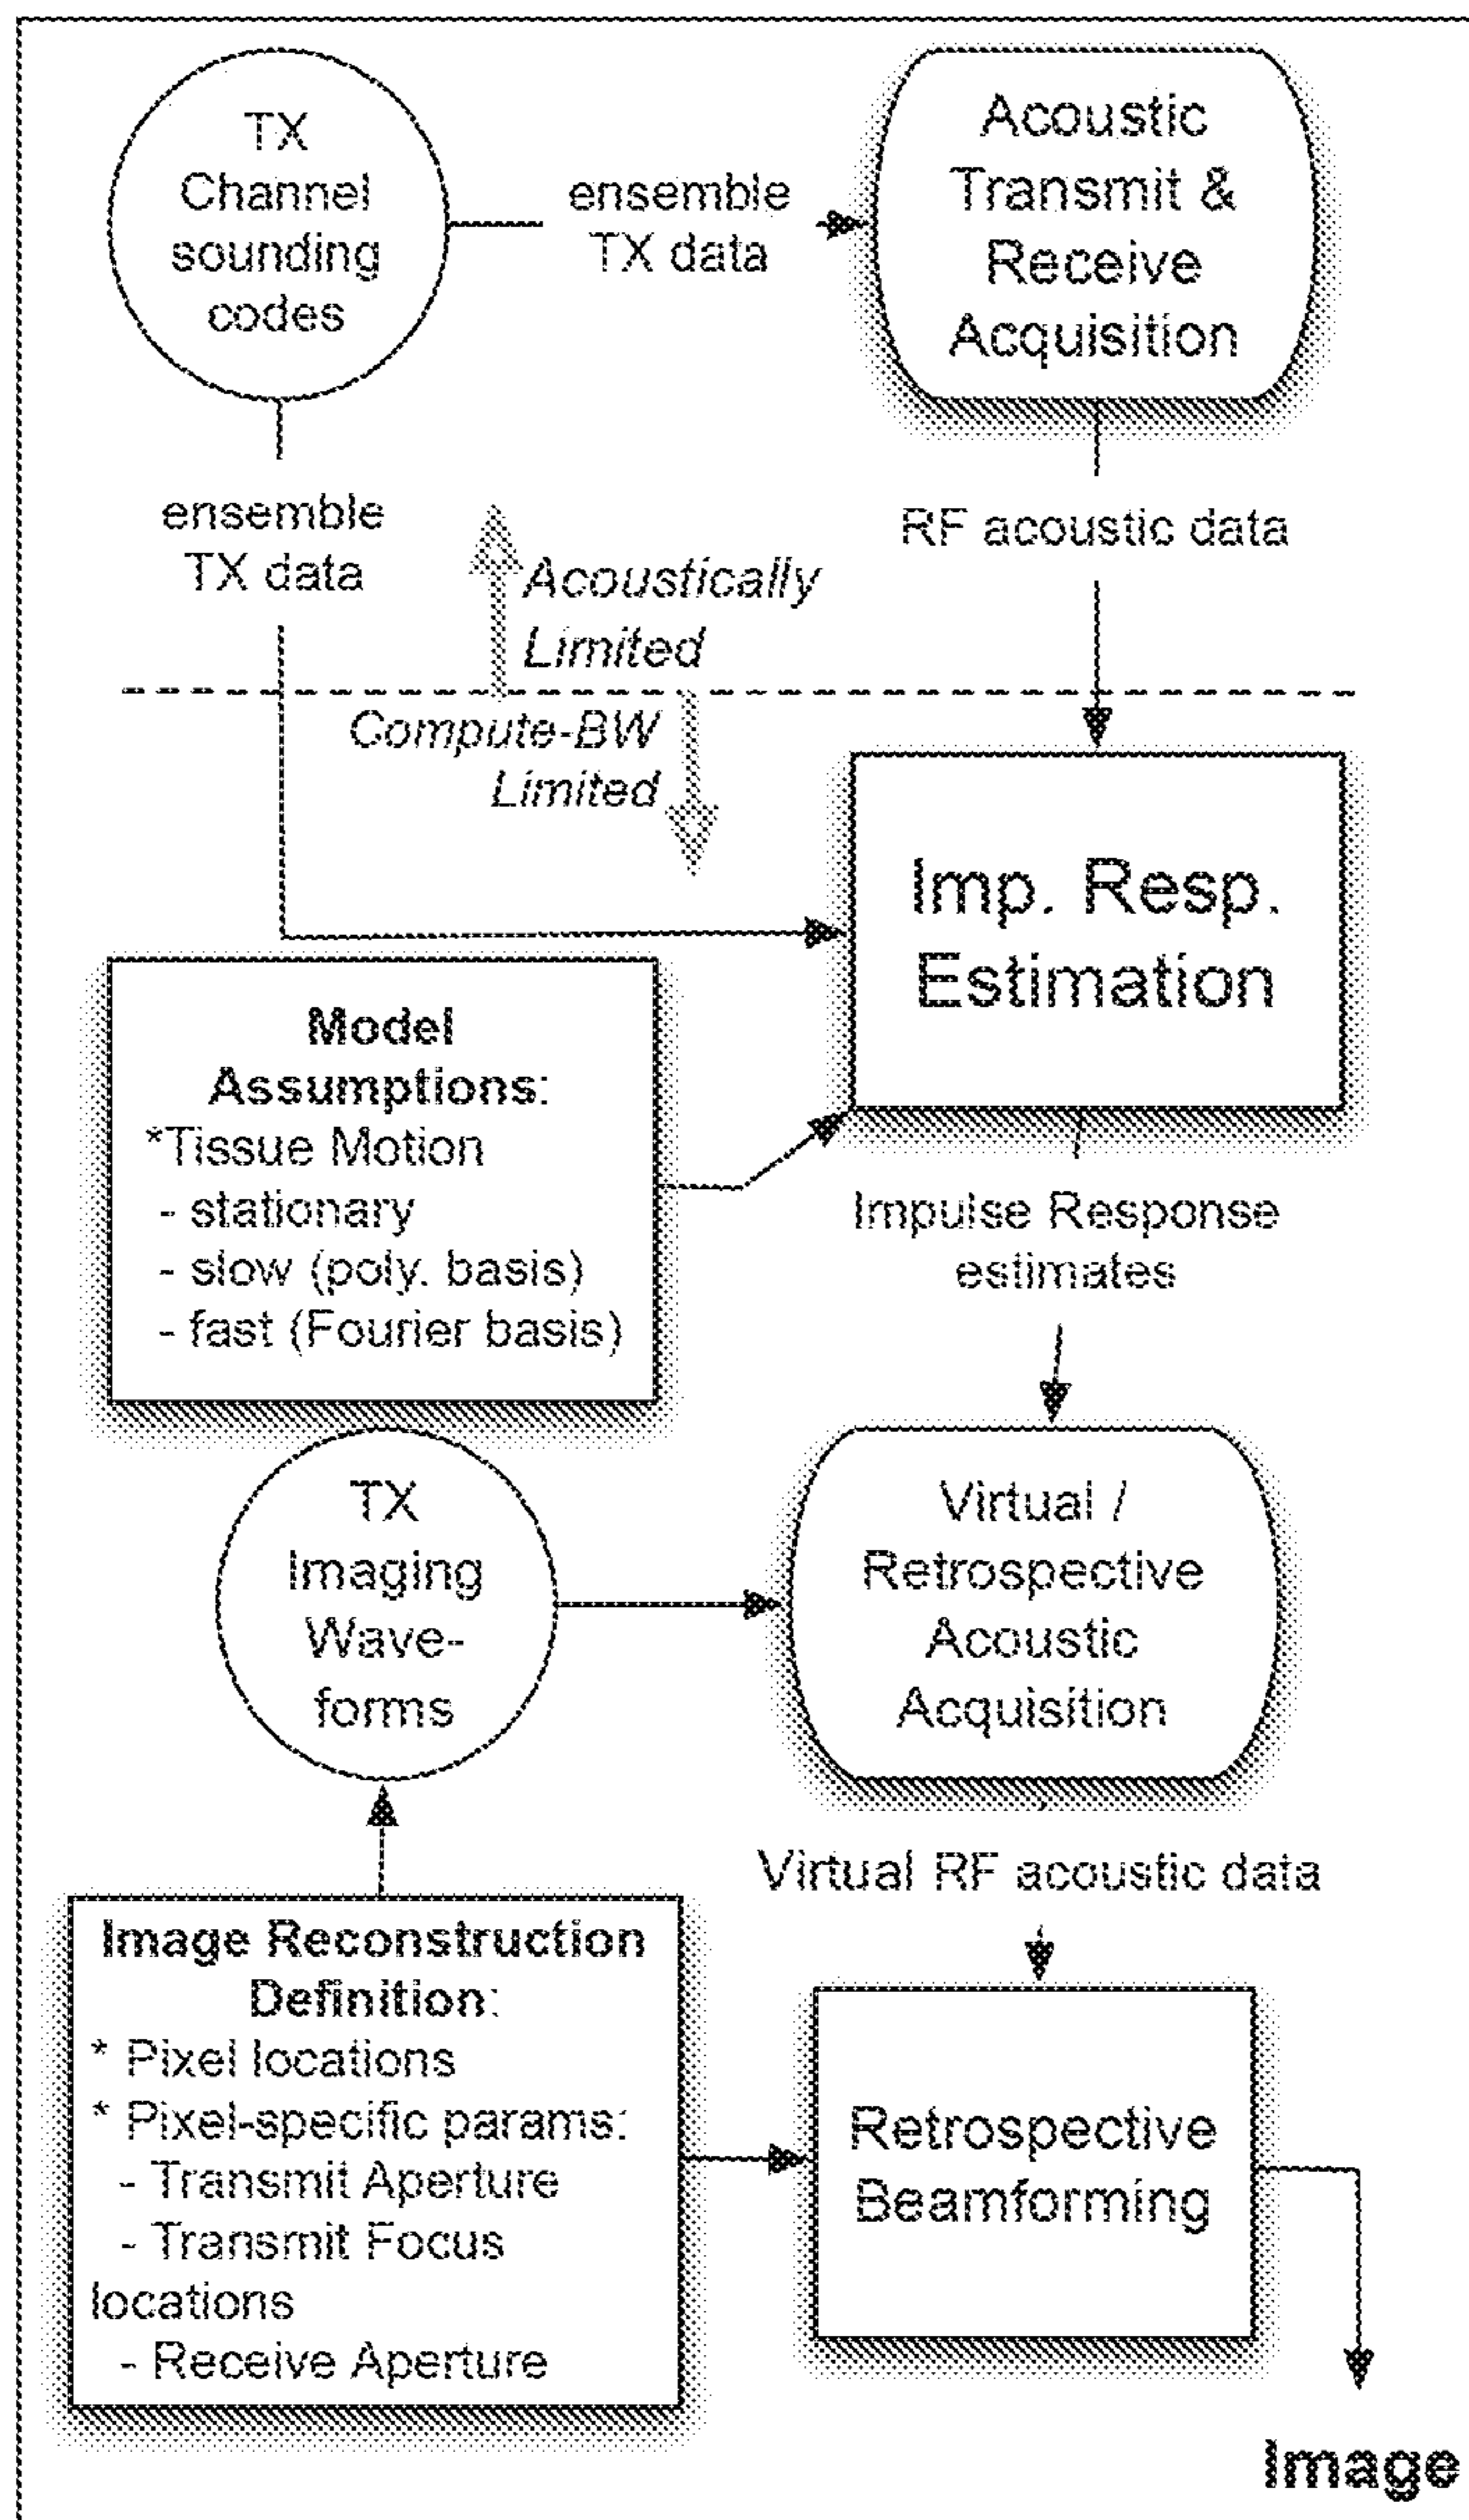 TX
Channel
sounding
codes
ensemble
TX data
Acoustic
Transmit &
Receive
Acquisition
ensemble
TX data
RF acoustic data
Acoustically
Limited
Compute-BW
Limited
Imp. Resp.
Estimation
Model
Assumptions:
*Tissue Motion
- stationary
- slow (poly. basis)
- fast (Fourier basis)
Impulse Response
estimates
TX
Imaging
Wave-
forms
Virtual /
Retrospective
Acoustic
Acquisition
Virtual RF acoustic data
Image Reconstruction
Definition:
* Pixel locations
* Pixel-specific params:
- Transmit Aperture
- Transmit Focus
locations
- Receive Aperture
Retrospective
Beamforming
Image